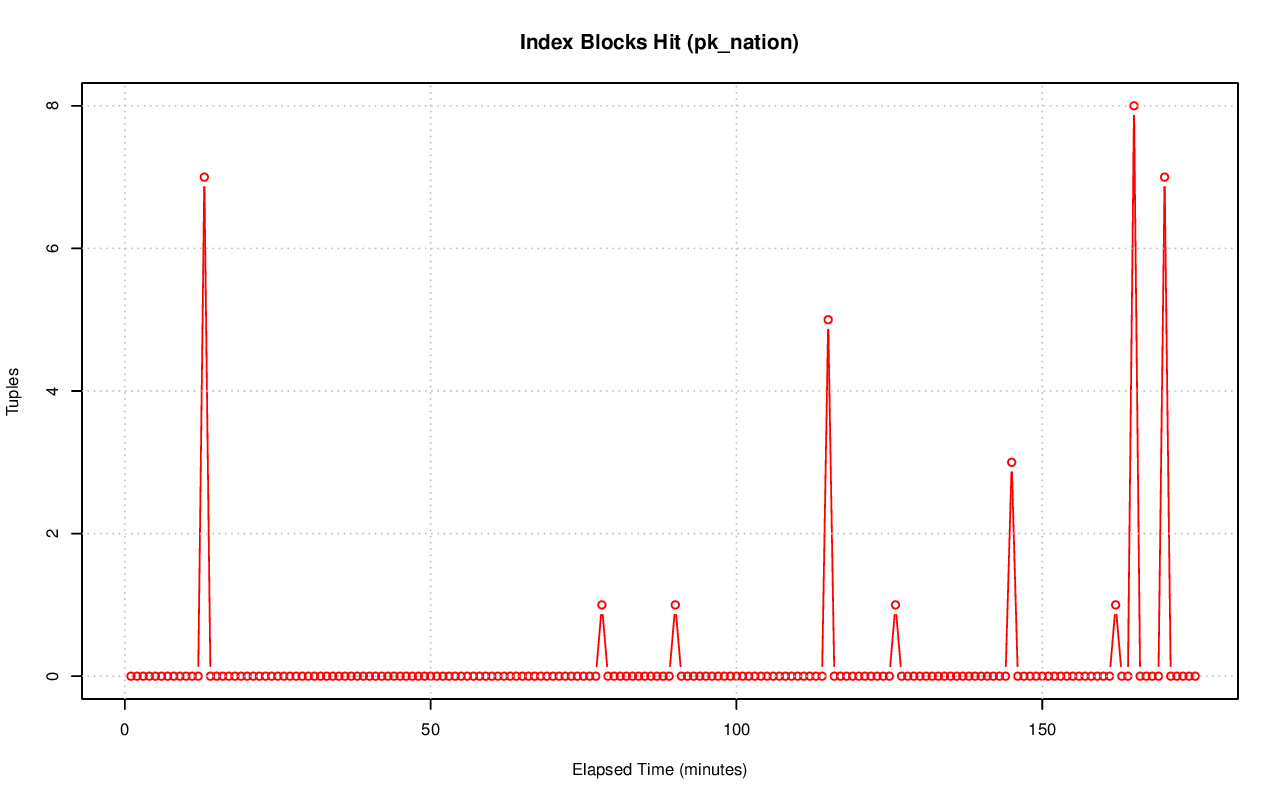 Index Blocks Hit (pk_nation)
Tuples
8
6
4
2
0
0 50 100 150
Elapsed Time (minutes)